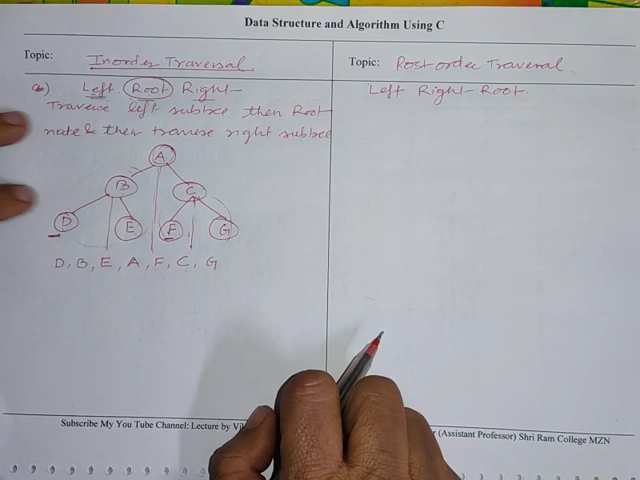 Data Structure and Algorithm Using C
Topic: Inorder Traversal
Left Root Right
Traverse left subtree then Root
node & then traverse right subtree
A
B C
D E F G
D, B, E, A, F, C, G
Topic: Postorder Traversal
Left Right Root.
Subscribe My You Tube Channel: Lecture by
(Assistant Professor) Shri Ram College MZN